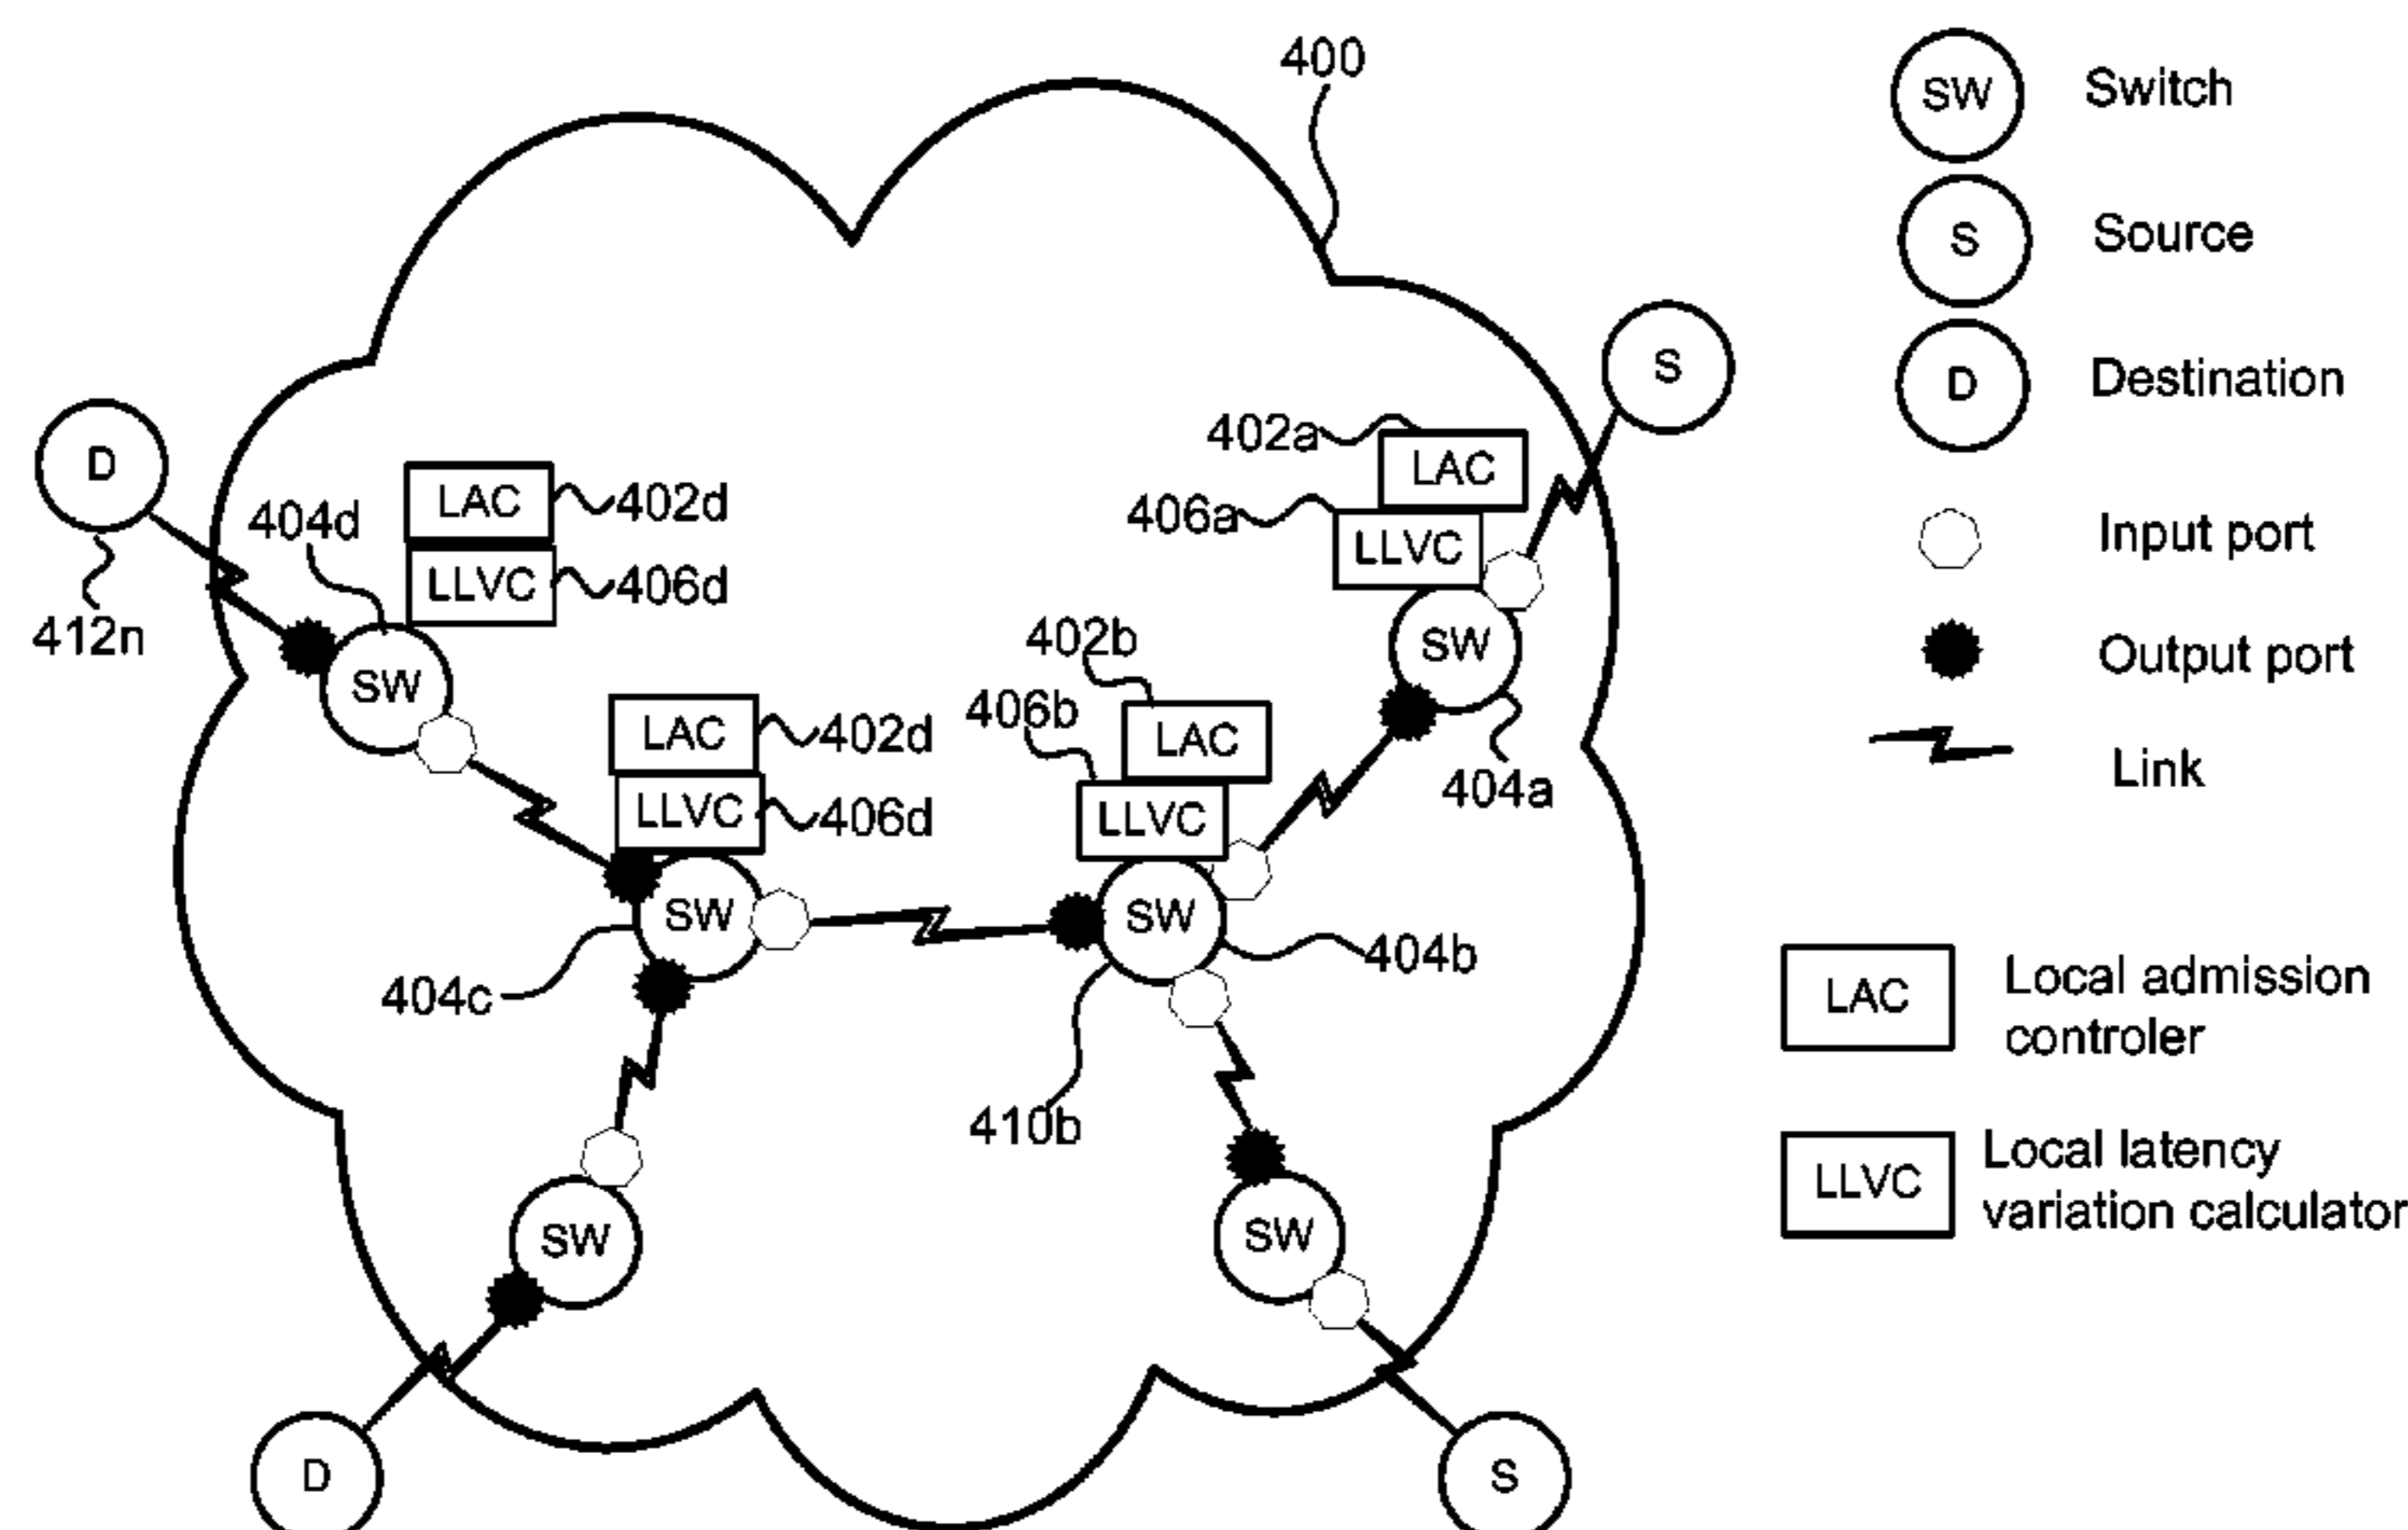 400
SW
Switch
S
Source
D
Destination
Input port
Output port
Link
LAC
Local admission
controler
LLVC
Local latency
variation calculator
S
402a
LAC
406a
LLVC
SW
404a
D
412n
404d
LAC
402d
LLVC
406d
SW
LAC
402d
LLVC
406d
SW
404c
402b
LAC
406b
LLVC
SW
404b
410b
SW
SW
D
S